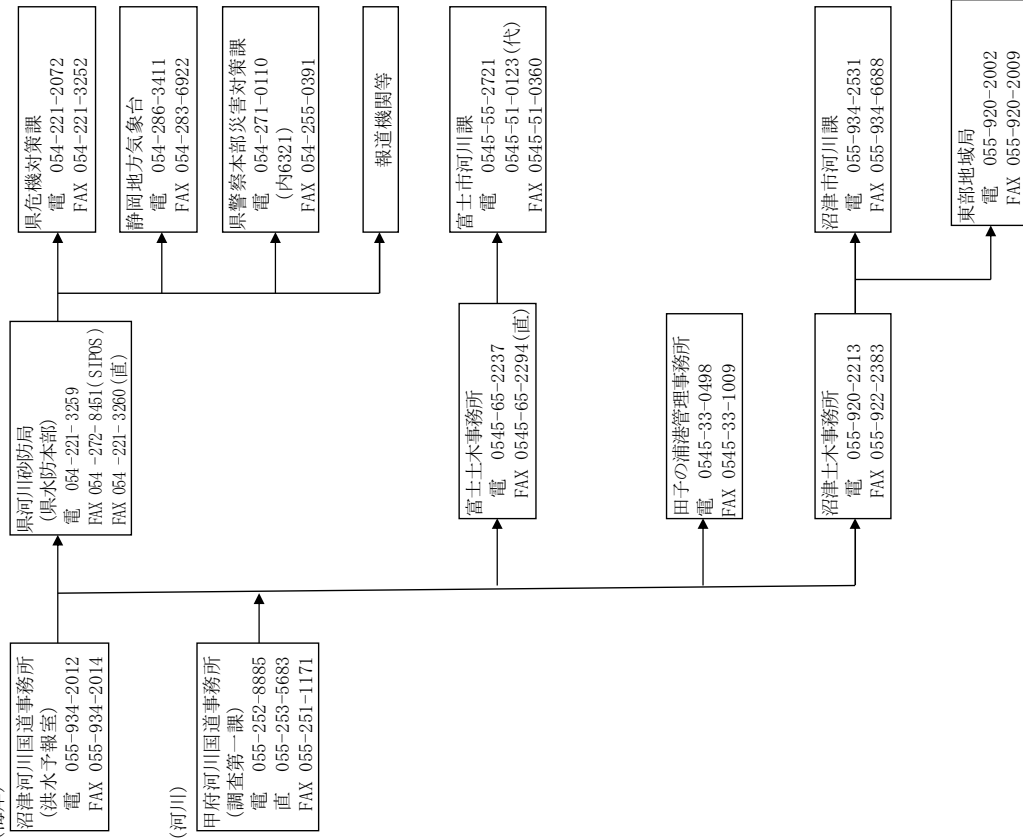 沼津河川国道事務所
(洪水予報室)
電 055-934-2012
FAX 055-934-2014
(河川)
甲府河川国道事務所
(調査第一課)
電 055-252-8885
直 055-253-5683
FAX 055-251-1171
県河川砂防局
(県水防本部)
電 054-221-3259
FAX 054-272-8451(SIPOS)
FAX 054-221-3260(直)
富士土木事務所
電 0545-65-2237
FAX 0545-65-2294(直)
田子の浦港管理事務所
電 0545-33-0498
FAX 0545-33-1009
沼津土木事務所
電 055-920-2213
FAX 055-922-2383
県危機対策課
電 054-221-2072
FAX 054-221-3252
静岡地方気象台
電 054-286-3411
FAX 054-283-6922
県警察本部災害対策課
電 054-271-0110
(内6321)
FAX 054-255-0391
報道機関等
富士市河川課
電 0545-55-2721
0545-51-0123(代)
FAX 0545-51-0360
沼津市河川課
電 055-934-2531
FAX 055-934-6688
東部地域局
電 055-920-2002
FAX 055-920-2009